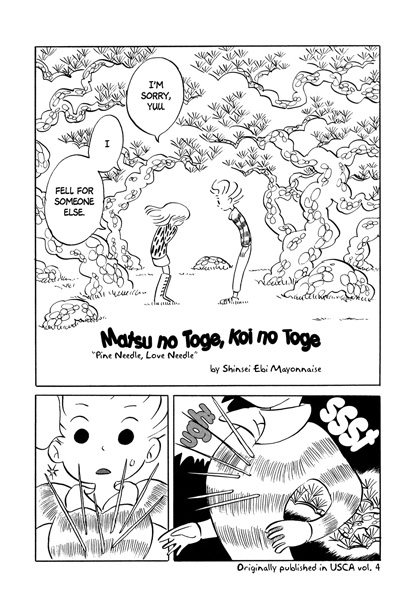 I'M
SORRY,
YUU.
I
FELL FOR
SOMEONE
ELSE.
Matsu no Toge, Koi no Toge
"Pine Needle, Love Needle"
by Shinsei Ebi Mayonnaise
SSST
Originally published in USCA vol. 4